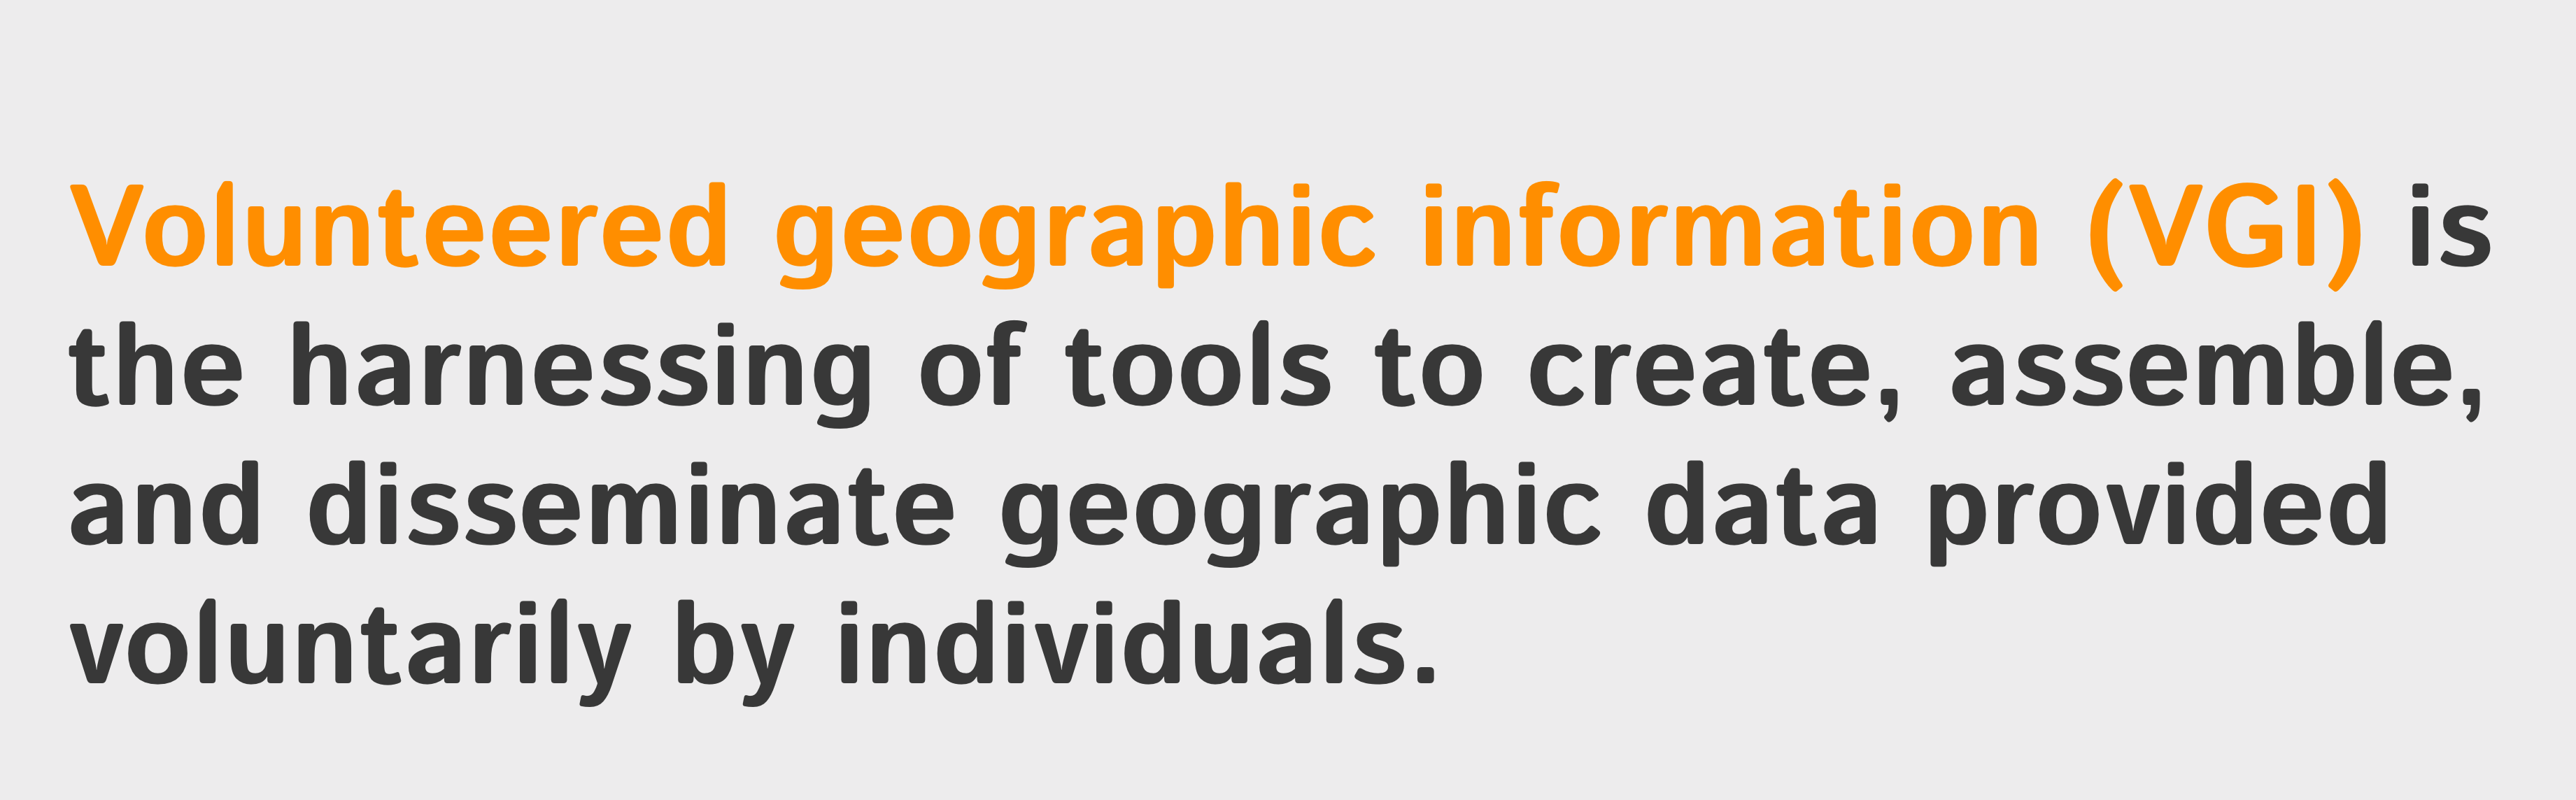 Volunteered geographic information (VGI) is
the harnessing of tools to create, assemble,
and disseminate geographic data provided
voluntarily by individuals.